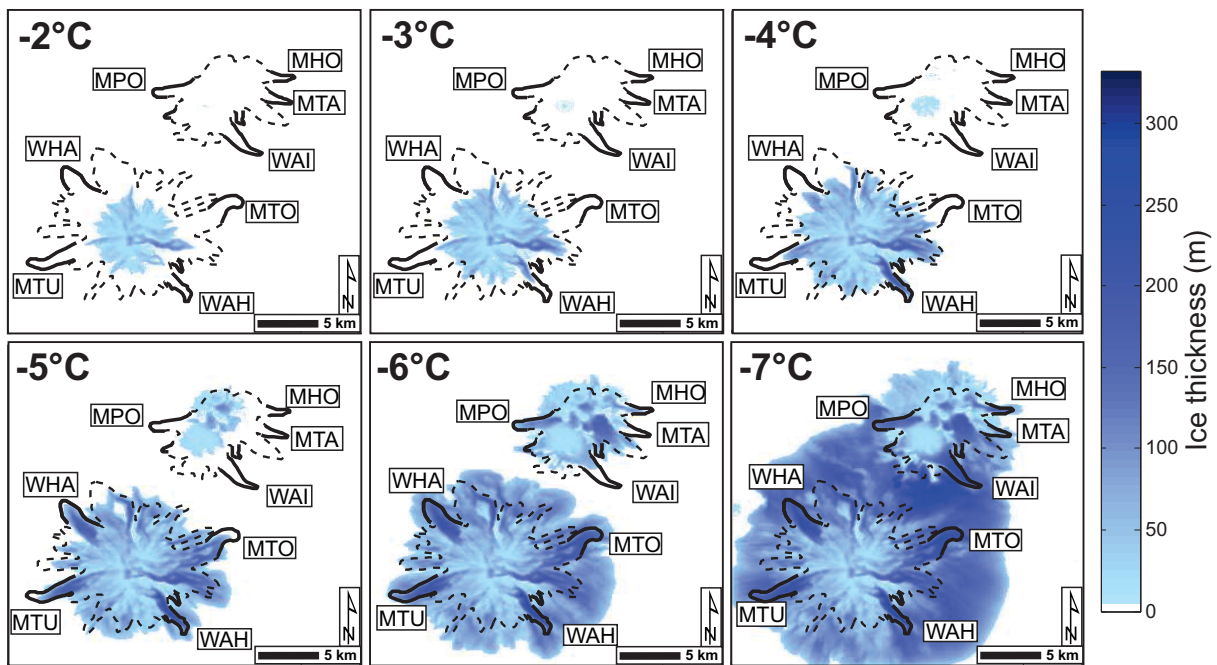 -2°C
MHO
MPO
MTA
WHA
WAI
MTO
MTU
WAH
N
5 km
-3°C
MHO
MPO
MTA
WHA
WAI
MTO
MTU
WAH
N
5 km
-4°C
MHO
MPO
MTA
WHA
WAI
MTO
MTU
WAH
N
5 km
-5°C
MHO
MPO
MTA
WHA
WAI
MTO
MTU
WAH
N
5 km
-6°C
MHO
MPO
MTA
WHA
WAI
MTO
MTU
WAH
N
5 km
-7°C
MHO
MPO
MTA
WHA
WAI
MTO
MTU
WAH
N
5 km
300
250
200
150
100
50
0
Ice thickness (m)